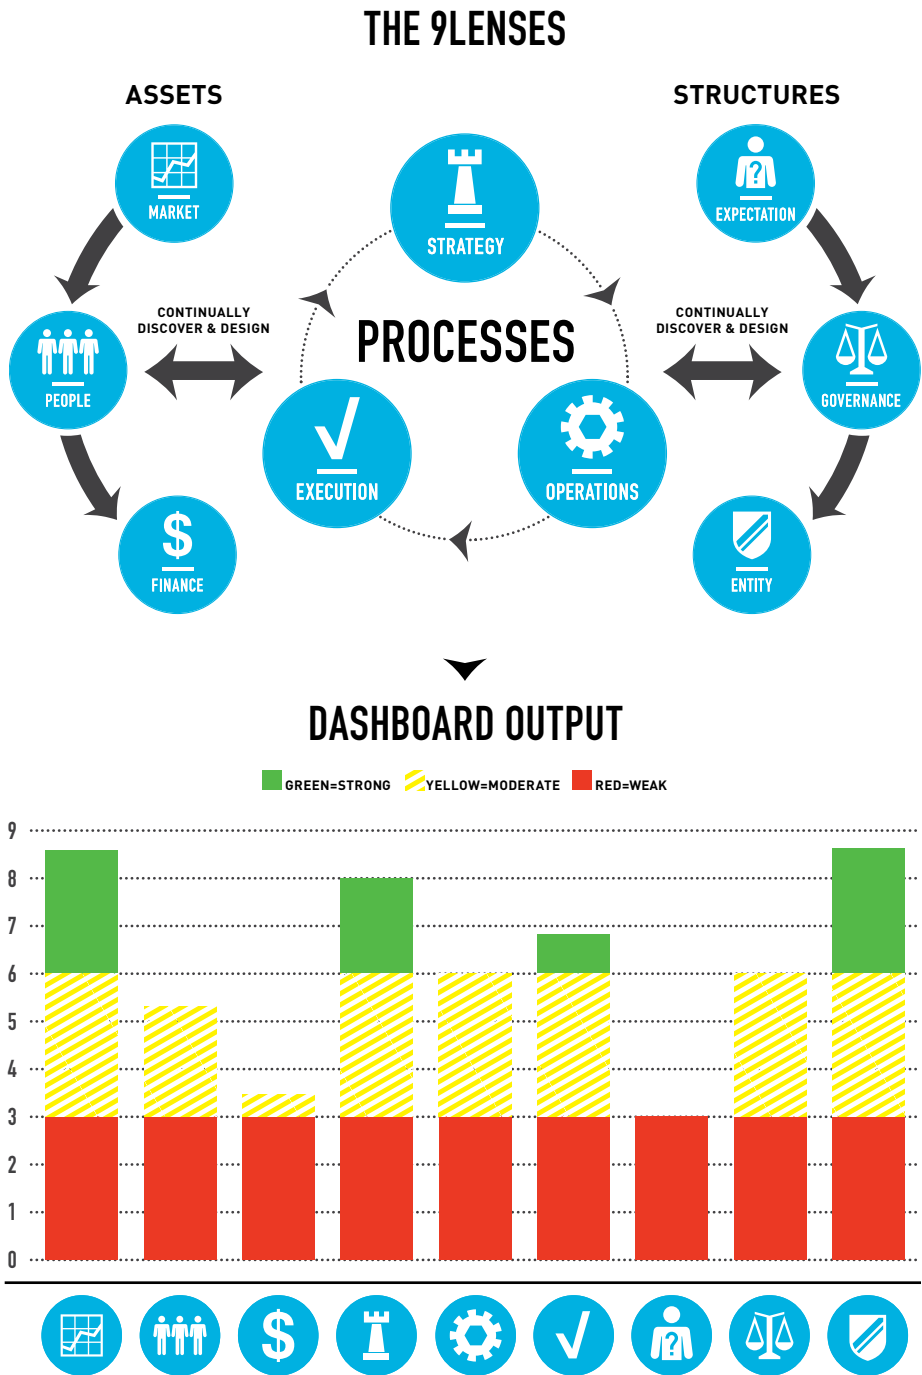 THE 9LENSES
ASSETS
STRUCTURES
MARKET
STRATEGY
EXPECTATION
CONTINUALLY
DISCOVER & DESIGN
PROCESSES
CONTINUALLY
DISCOVER & DESIGN
PEOPLE
GOVERNANCE
EXECUTION
OPERATIONS
$
FINANCE
?
ENTITY
DASHBOARD OUTPUT
GREEN=STRONG
YELLOW=MODERATE
RED=WEAK
9
8
7
6
5
4
3
2
1
0
$
?